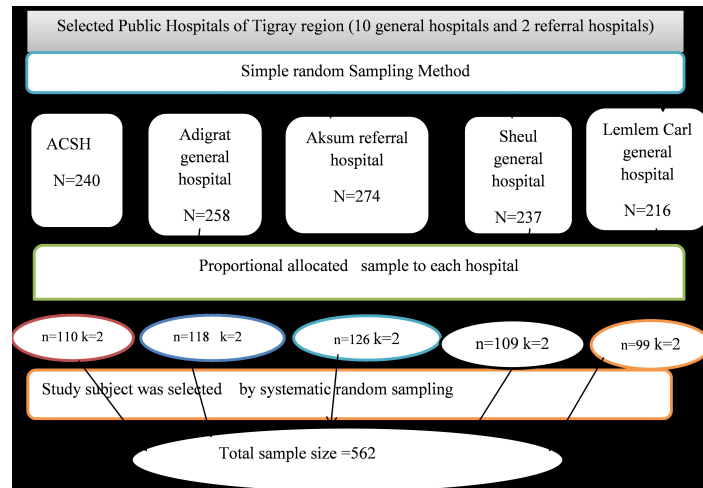 Selected Public Hospitals of Tigray region (10 general hospitals and 2 referral hospitals)
Simple random Sampling Method
ACSH
N=240
Adigrat
general
hospital
N=258
Aksum referral
hospital
N=274
Sheul
general
hospital
N=237
Lemlem Carl
general
hospital
N=216
Proportional allocated sample to each hospital
n=110 k=2
n=118 k=2
n=126 k=2
n=109 k=2
n=99 k=2
Study subject was selected by systematic random sampling
Total sample size =562